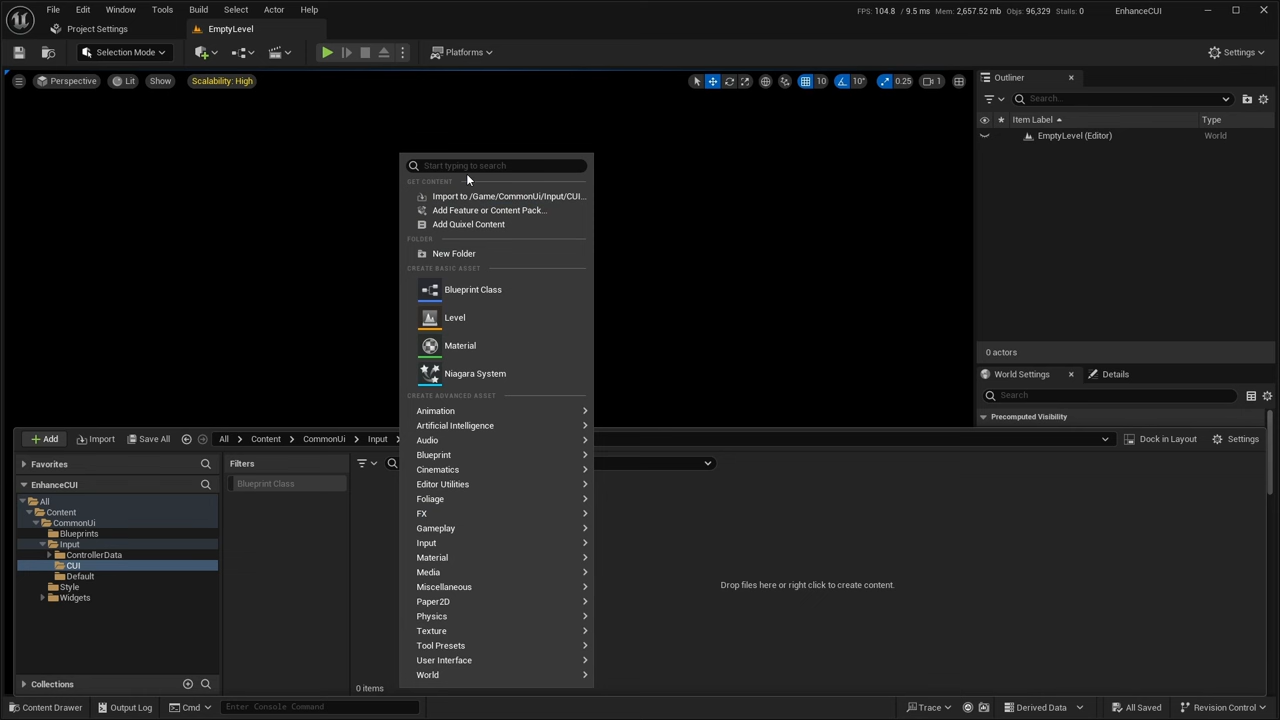 File Edit Window Tools Build Select Actor Help
FPS: 104.8 / 9.5 ms Mem: 2,657.52 mb Objs: 96,329 Stalls: 0
EnhanceCUI
Project Settings
EmptyLevel
Selection Mode
Platforms
Settings
Perspective
Lit
Show
Scalability: High
10
10°
0.25
1
Outliner
Search...
Item Label
Type
EmptyLevel (Editor)
World
0 actors
World Settings
Details
Search
Precomputed Visibility
Start typing to search
GET CONTENT
Import to /Game/CommonUi/Input/CUI...
Add Feature or Content Pack...
Add Quixel Content
FOLDER
New Folder
CREATE BASIC ASSET
Blueprint Class
Level
Material
Niagara System
CREATE ADVANCED ASSET
Animation
Artificial Intelligence
Audio
Blueprint
Cinematics
Editor Utilities
Foliage
FX
Gameplay
Input
Material
Media
Miscellaneous
Paper2D
Physics
Texture
Tool Presets
User Interface
World
Add
Import
Save All
All
Content
CommonUi
Input
Dock in Layout
Settings
Favorites
EnhanceCUI
All
Content
CommonUi
Blueprints
Input
ControllerData
CUI
Default
Style
Widgets
Collections
Filters
Blueprint Class
Drop files here or right click to create content.
0 items
Content Drawer
Output Log
Cmd
Enter Console Command
Trace
Derived Data
All Saved
Revision Control